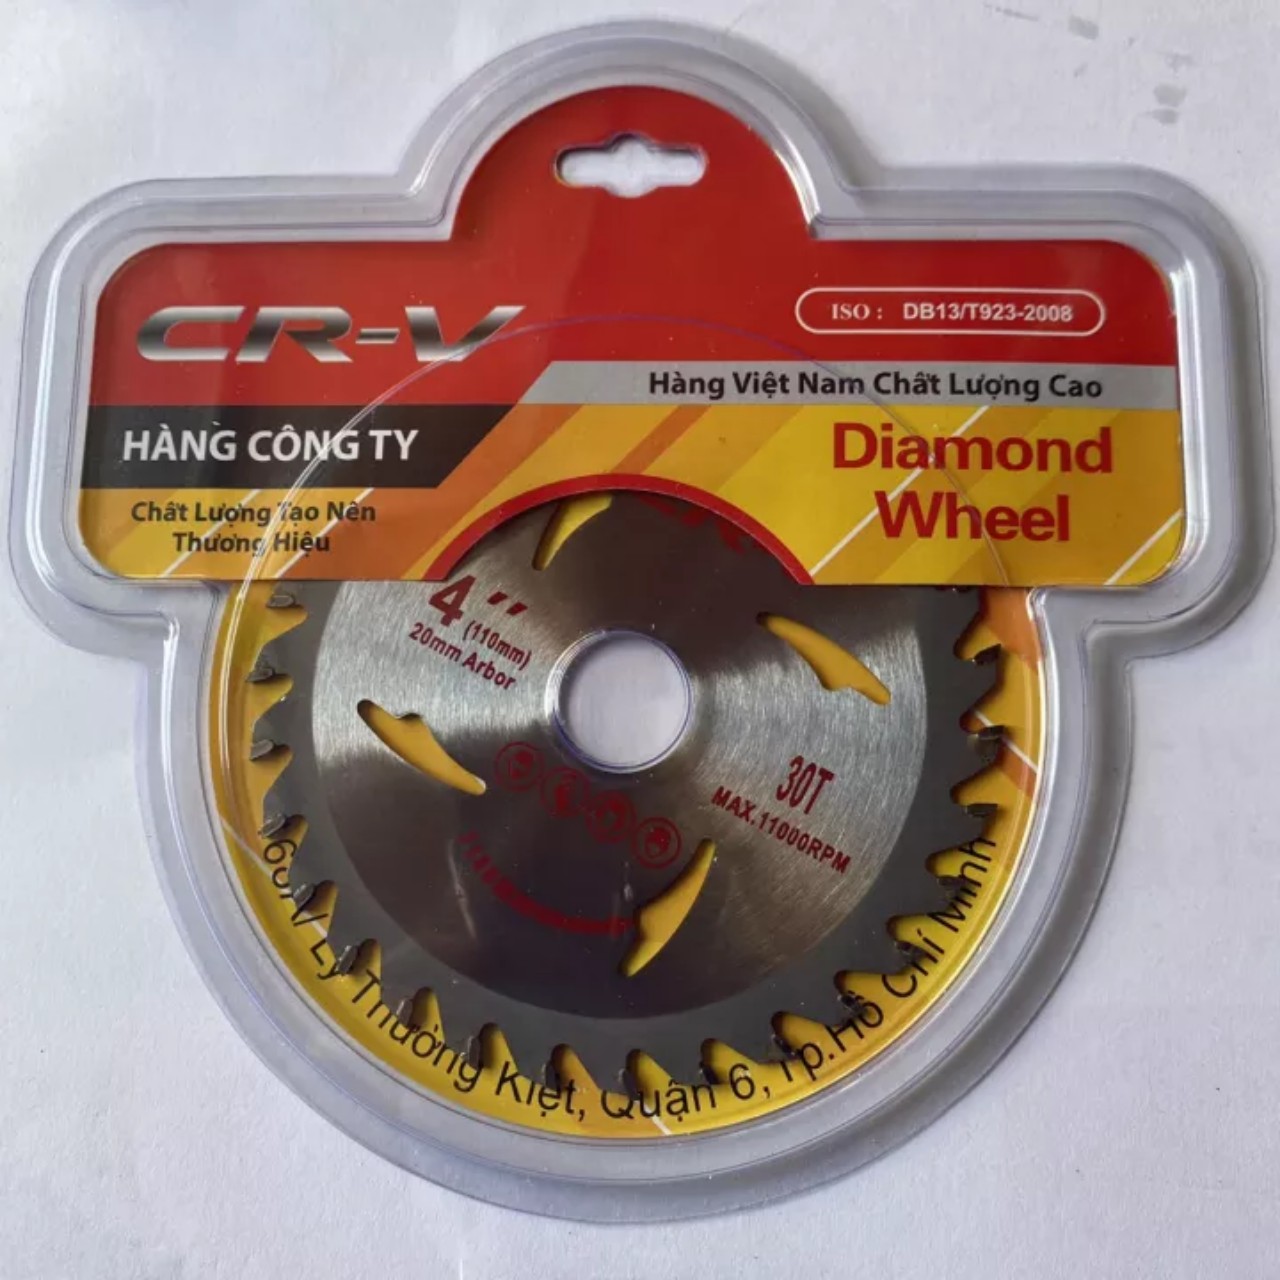 CR-V
ISO : DB13/T923-2008
Hàng Việt Nam Chất Lượng Cao
HÀNG CÔNG TY
Diamond
Wheel
Chất Lượng Tạo Nên
Thương Hiệu
4"
(110mm)
20mm Arbor
30T
MAX.11000RPM
Lý Thường Kiệt, Quận 6, Tp.Hồ Chí Minh